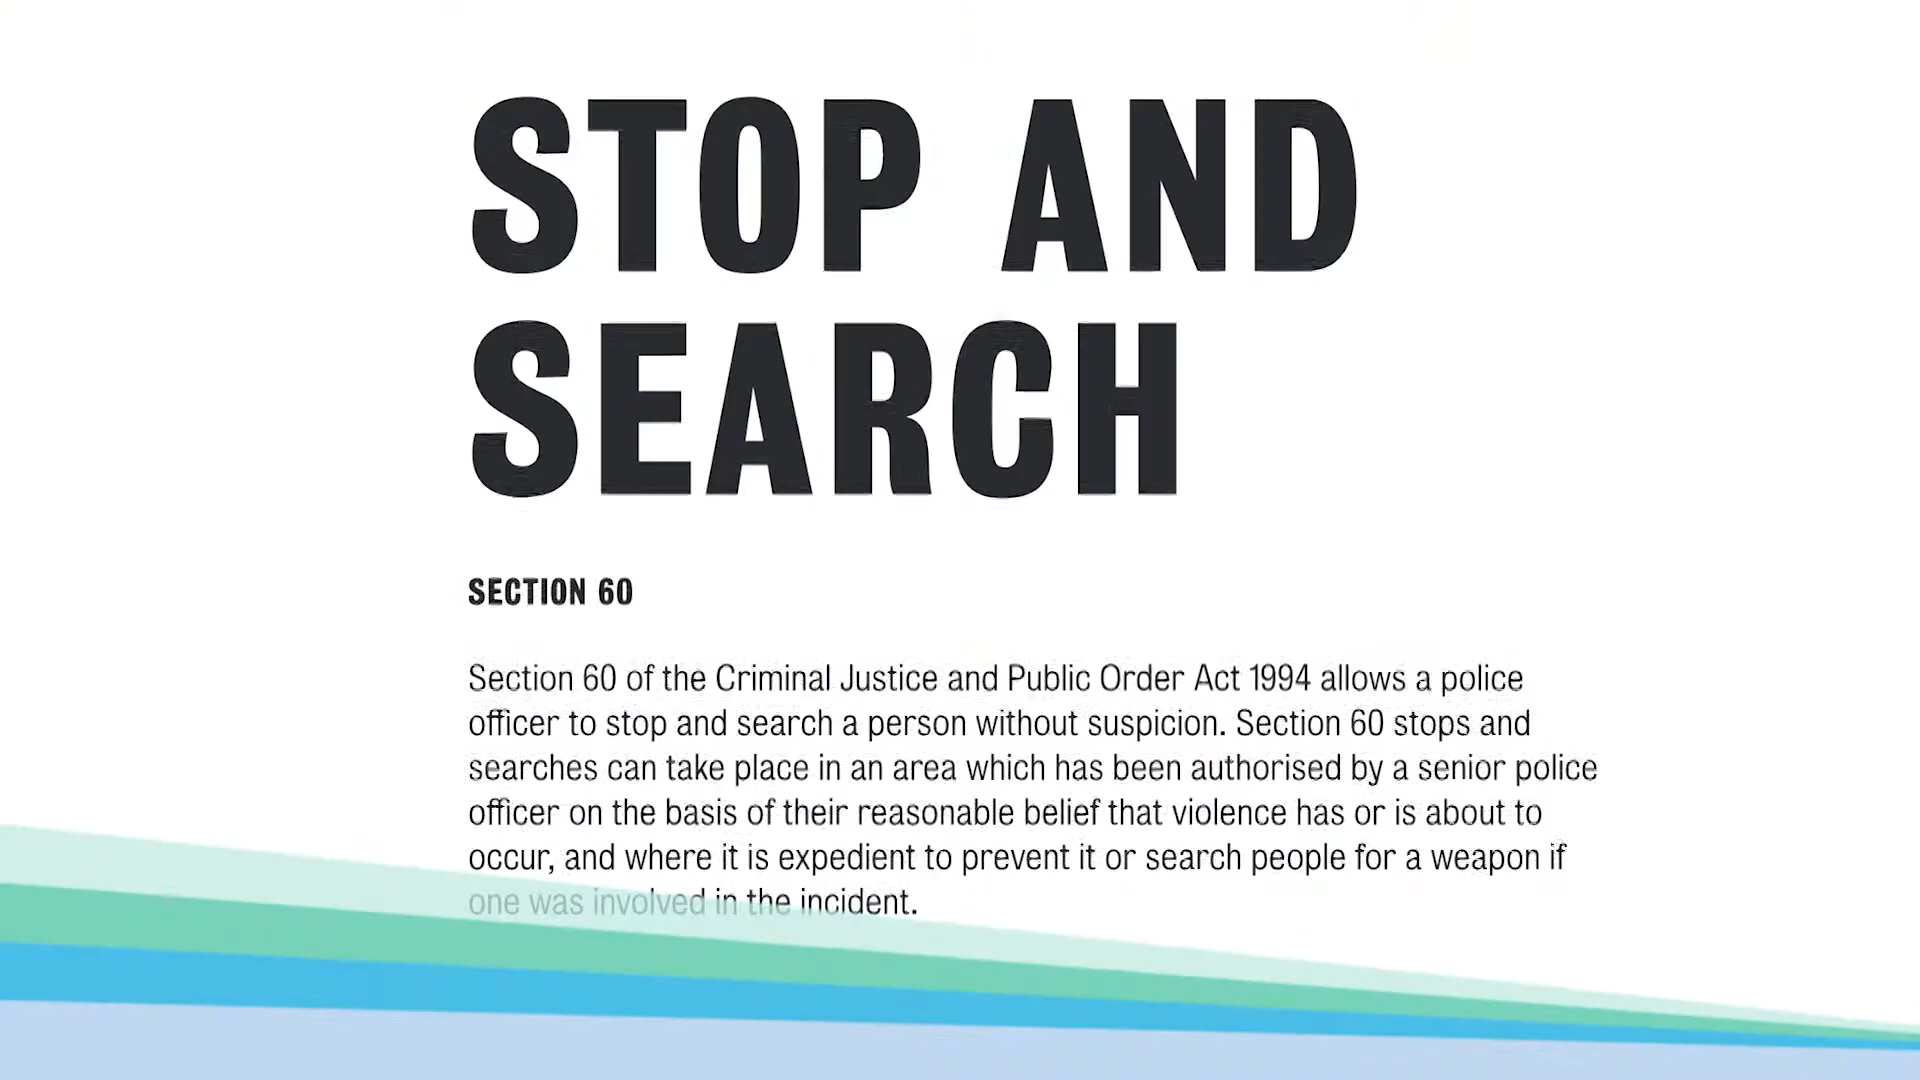 STOP AND
SEARCH
SECTION 60
Section 60 of the Criminal Justice and Public Order Act 1994 allows a police
officer to stop and search a person without suspicion. Section 60 stops and
searches can take place in an area which has been authorised by a senior police
officer on the basis of their reasonable belief that violence has or is about to
occur, and where it is expedient to prevent it or search people for a weapon if
one was involved in the incident.